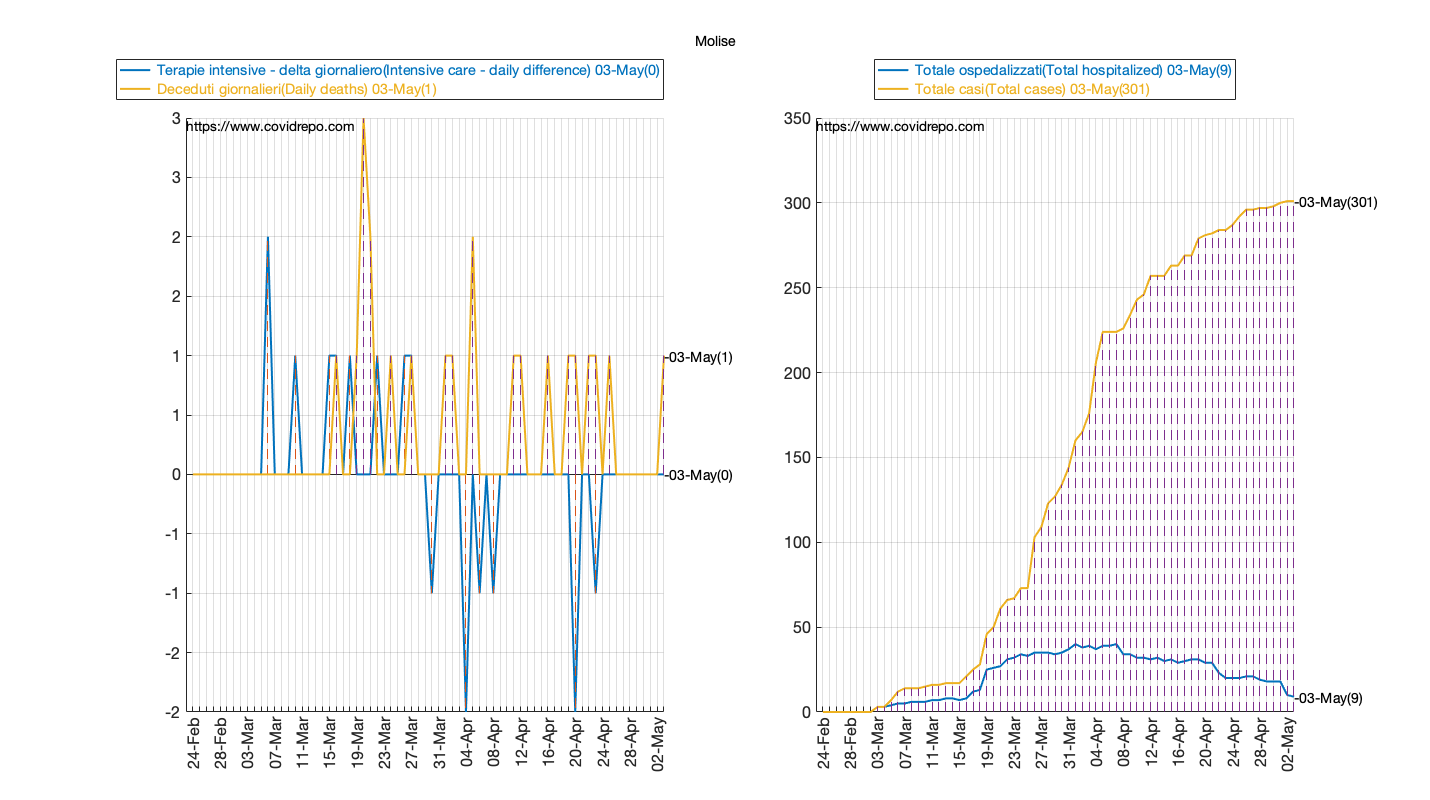 Molise
Terapie intensive - delta giornaliero(Intensive care - daily difference) 03-May(0)
Deceduti giornalieri(Daily deaths) 03-May(1)
https://www.covidrepo.com
3
3
2
2
1
1
0
-1
-1
-2
-2
03-May(1)
03-May(0)
24-Feb
28-Feb
03-Mar
07-Mar
11-Mar
15-Mar
19-Mar
23-Mar
27-Mar
31-Mar
04-Apr
08-Apr
12-Apr
16-Apr
20-Apr
24-Apr
28-Apr
02-May
Totale ospedalizzati(Total hospitalized) 03-May(9)
Totale casi(Total cases) 03-May(301)
https://www.covidrepo.com
350
300
250
200
150
100
50
0
03-May(301)
03-May(9)
24-Feb
28-Feb
03-Mar
07-Mar
11-Mar
15-Mar
19-Mar
23-Mar
27-Mar
31-Mar
04-Apr
08-Apr
12-Apr
16-Apr
20-Apr
24-Apr
28-Apr
02-May